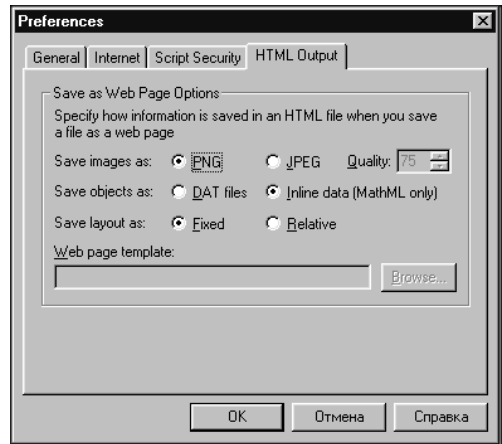 Preferences
General Internet Script Security HTML Output
Save as Web Page Options
Specify how information is saved in an HTML file when you save
a file as a web page
Save images as: PNG JPEG Quality: 75
Save objects as: DAT files Inline data (MathML only)
Save layout as: Fixed Relative
Web page template:
Browse...
OK Отмена Справка